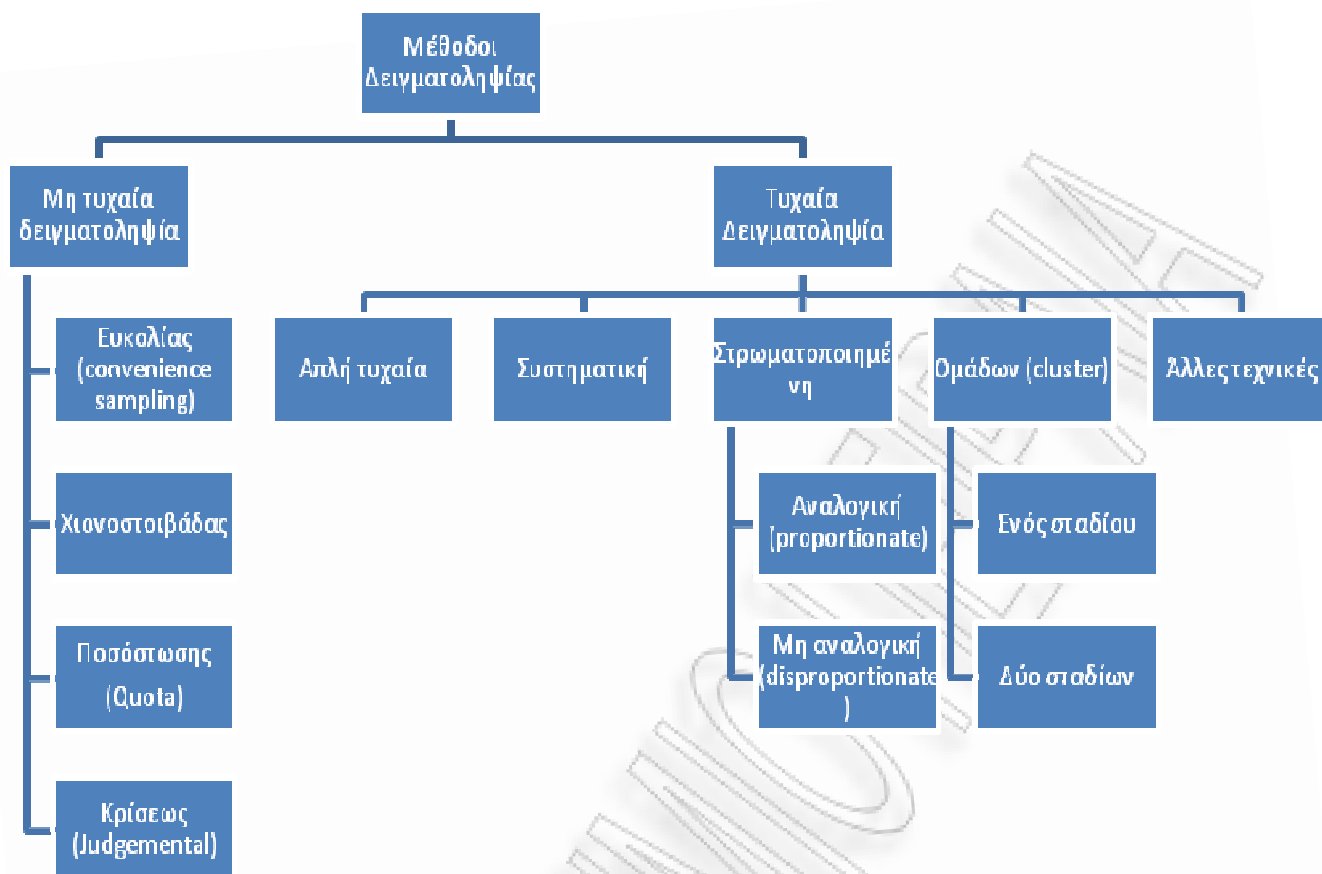 Μέθοδοι
Δειγματοληψίας
Μη τυχαία
δειγματοληψία
Τυχαία
Δειγματοληψία
Ευκολίας
(convenience
sampling)
Απλή τυχαία
Συστηματική
Στρωματοποιημέ
νη
Ομάδων (cluster)
Άλλες τεχνικές
Χιονοστοιβάδας
Αναλογική
(proportionate)
Ενός σταδίου
Ποσόστωσης
(Quota)
Μη αναλογική
(disproportionate
)
Δύο σταδίων
Κρίσεως
(Judgemental)